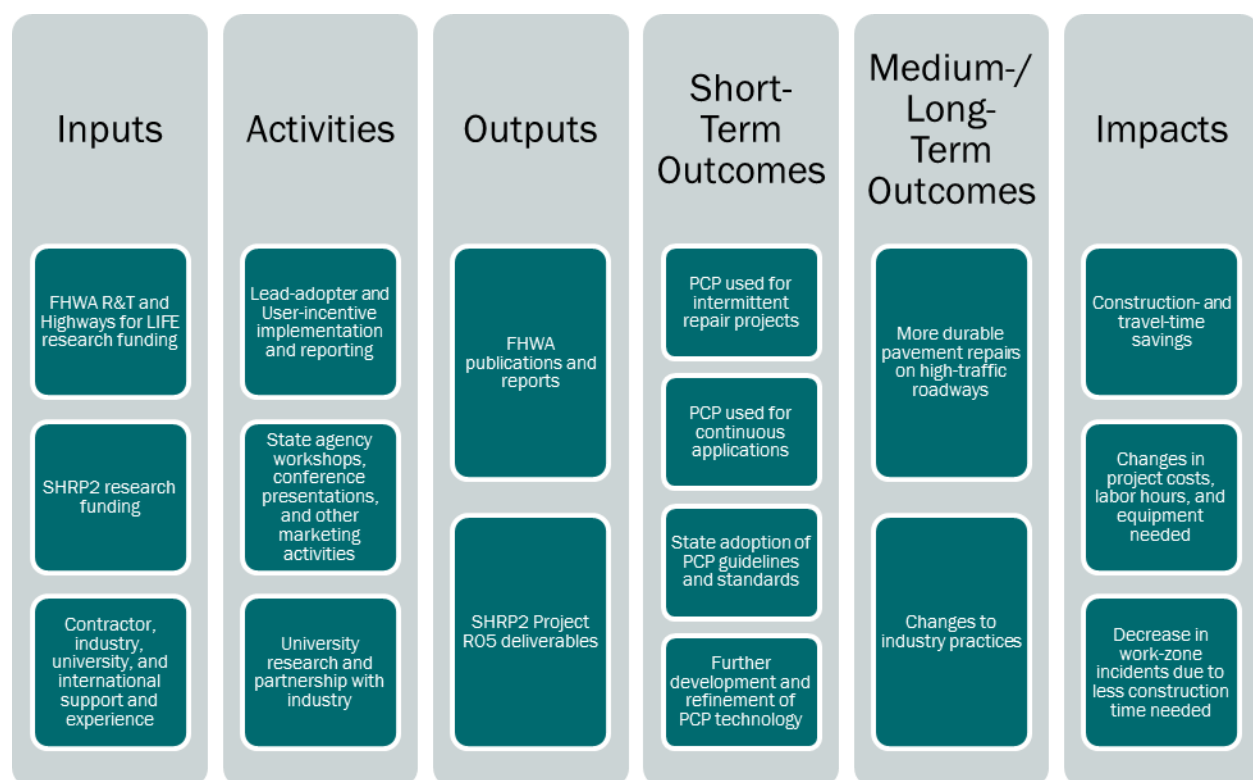 Inputs
FHWA R&T and
Highways for LIFE
research funding
SHRP2 research
funding
Contractor,
industry,
university, and
international
support and
experience
Activities
Lead-adopter and
User-incentive
implementation
and reporting
State agency
workshops,
conference
presentations,
and other
marketing
activities
University
research and
partnership with
industry
Outputs
FHWA
publications and
reports
SHRP2 Project
R05 deliverables
Short-
Term
Outcomes
PCP used for
intermittent
repair projects
PCP used for
continuous
applications
State adoption of
PCP guidelines
and standards
Further
development and
refinement of
PCP technology
Medium-/
Long-
Term
Outcomes
More durable
pavement repairs
on high-traffic
roadways
Changes to
industry practices
Impacts
Construction- and
travel-time
savings
Changes in
project costs,
labor hours, and
equipment
needed
Decrease in
work-zone
incidents due to
less construction
time needed